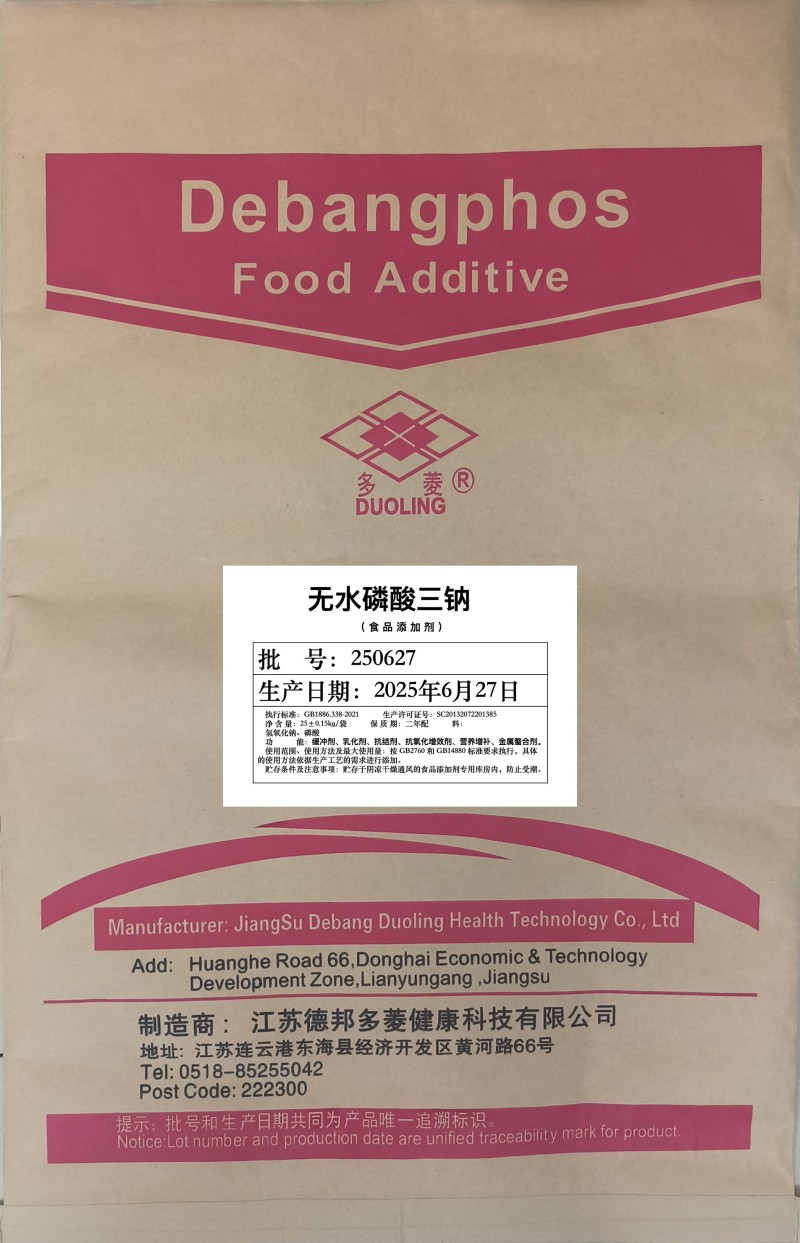 Debangphos
Food Additive
多菱®
DUOLING
无水磷酸三钠
（食品添加剂）
批 号：250627
生产日期：2025年6月27日
执行标准：GB1886.338-2021 生产许可证号：SC20132072201385
净含量：25±0.15kg/袋 保质期：二年配 料：
氢氧化钠、磷酸
功 能：缓冲剂、乳化剂、抗结剂、抗氧化增效剂、营养增补、金属螯合剂。
使用范围、使用方法及最大使用量：按 GB2760 和 GB14880 标准要求执行，具体
的使用方法依据生产工艺的需求进行添加。
贮存条件及注意事项：贮存于阴凉干燥通风的食品添加剂专用库房内，防止受潮。
Manufacturer: JiangSu Debang Duoling Health Technology Co., Ltd
Add: Huanghe Road 66,Donghai Economic & Technology
Development Zone,Lianyungang ,Jiangsu
制造商：江苏德邦多菱健康科技有限公司
地址：江苏连云港东海县经济开发区黄河路66号
Tel: 0518-85255042
Post Code: 222300
提示：批号和生产日期共同为产品唯一追溯标识。
Notice:Lot number and production date are unified traceability mark for product.